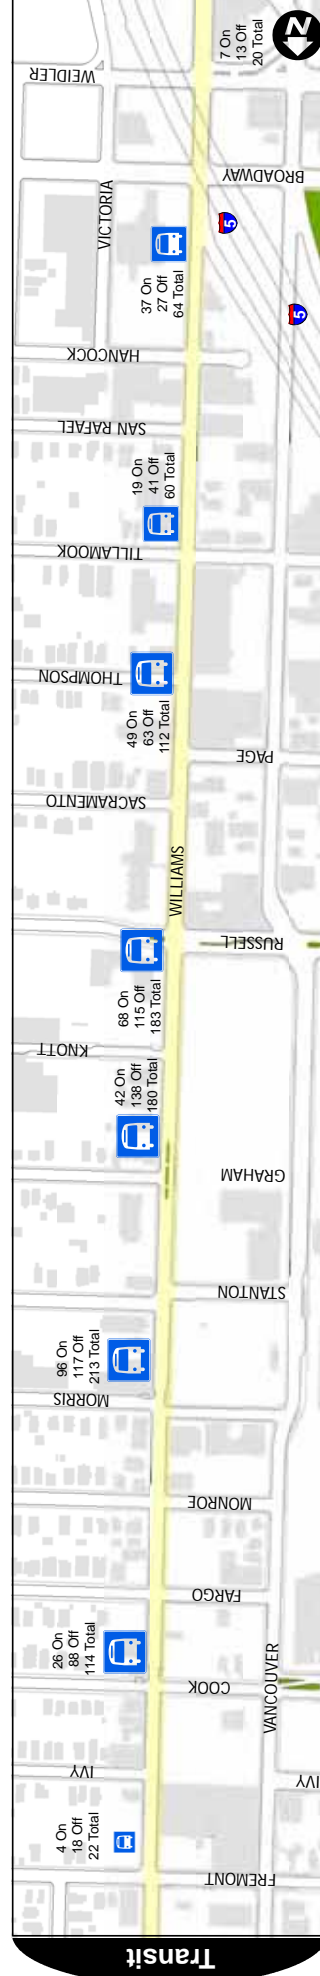 7 On
13 Off
20 Total
N
WEIDLER
BROADWAY
VICTORIA
5
37 On
27 Off
64 Total
5
HANCOCK
SAN RAFAEL
19 On
41 Off
60 Total
TILLAMOOK
THOMPSON
49 On
63 Off
112 Total
PAGE
SACRAMENTO
WILLIAMS
RUSSELL
68 On
115 Off
183 Total
KNOTT
42 On
138 Off
180 Total
GRAHAM
STANTON
96 On
117 Off
213 Total
MORRIS
MONROE
FARGO
26 On
88 Off
114 Total
COOK
VANCOUVER
IVY
IVY
4 On
18 Off
22 Total
FREMONT
Transit